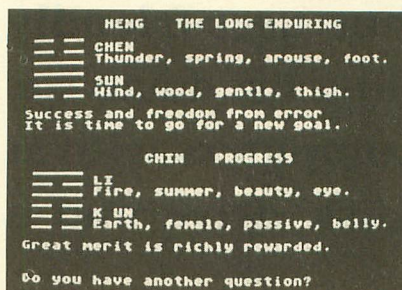 HENG - THE LONG ENDURING
CHEN
Thunder, spring, arouse, foot.
SUN
Wind, wood, gentle, thigh.
Success and freedom from error
It is time to go for a new goal.
CHIN PROGRESS
LI
Fire, summer, beauty, eye.
K UN
Earth, female, passive, belly.
Great merit is richly rewarded.
Do you have another question?